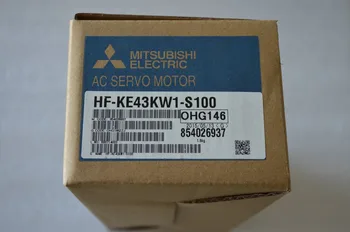 MITSUBISHI
ELECTRIC
AC SERVO MOTOR
HF-KE43KW1-S100
OHG146
854026937